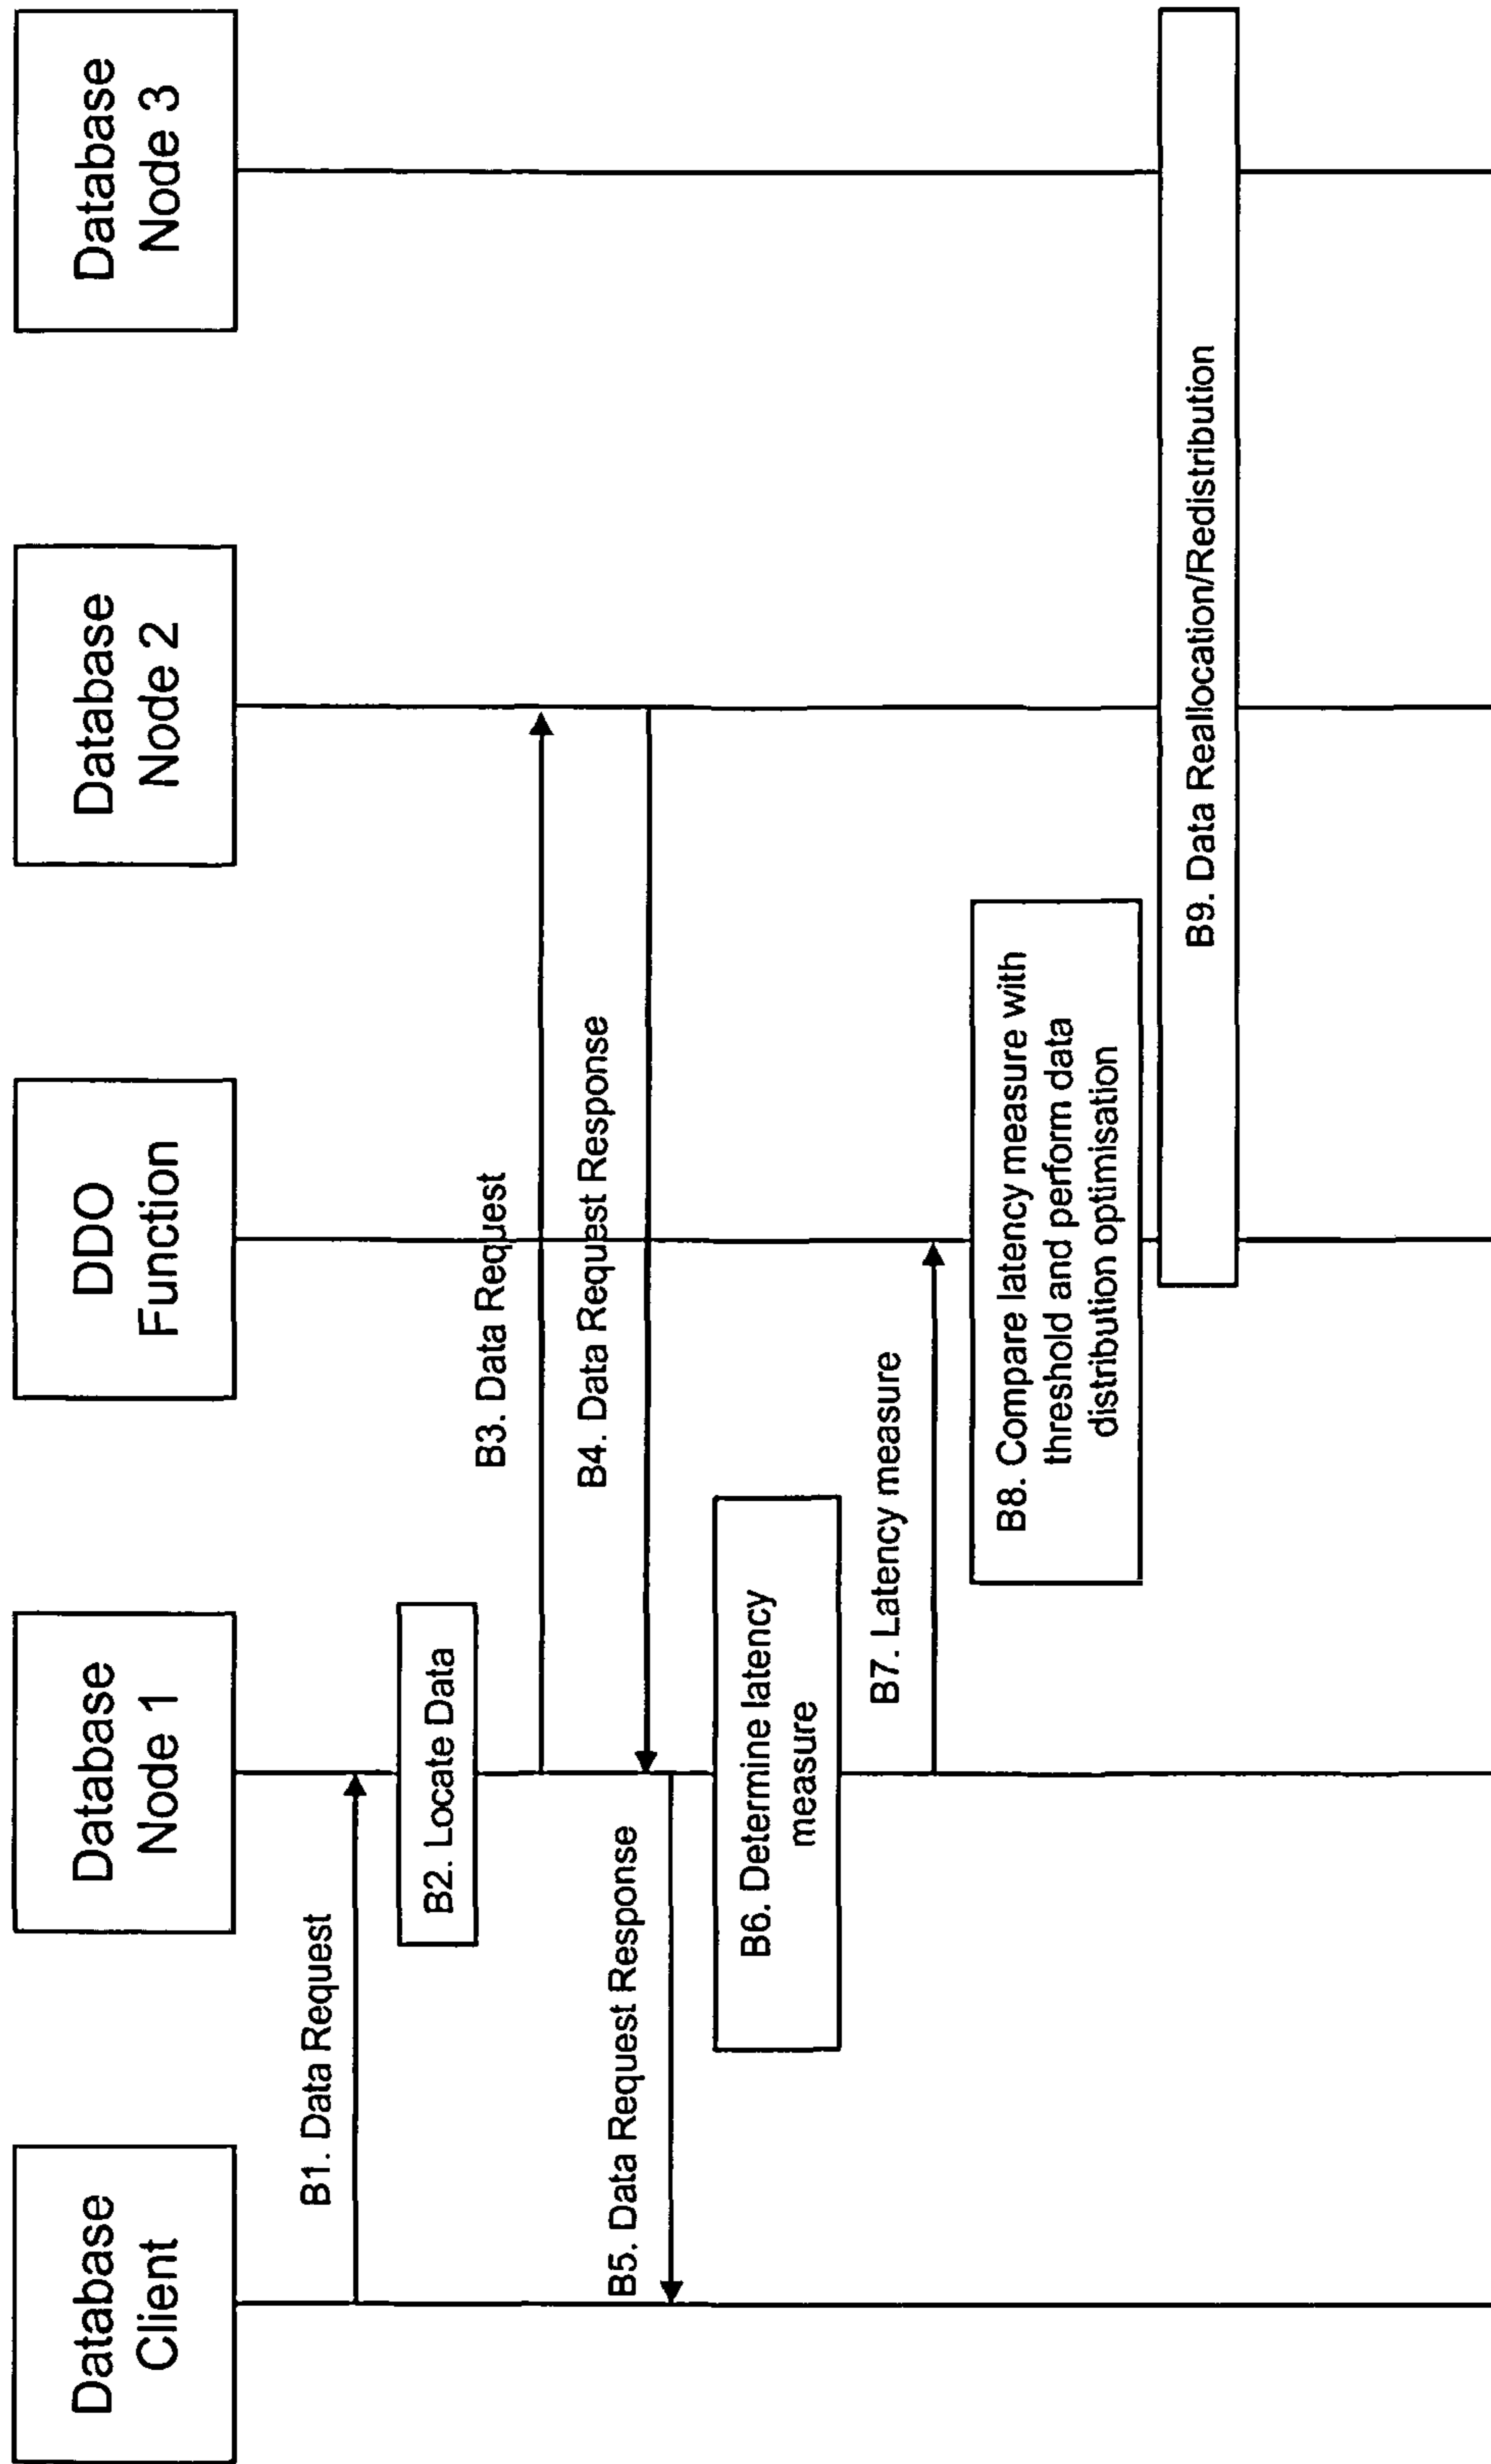 Database
Client
Database
Node 1
DDO
Function
Database
Node 2
Database
Node 3
B1. Data Request
B2. Locate Data
B3. Data Request
B4. Data Request Response
B5. Data Request Response
B6. Determine latency
measure
B7. Latency measure
B8. Compare latency measure with
threshold and perform data
distribution optimisation
B9. Data Reallocation/Redistribution